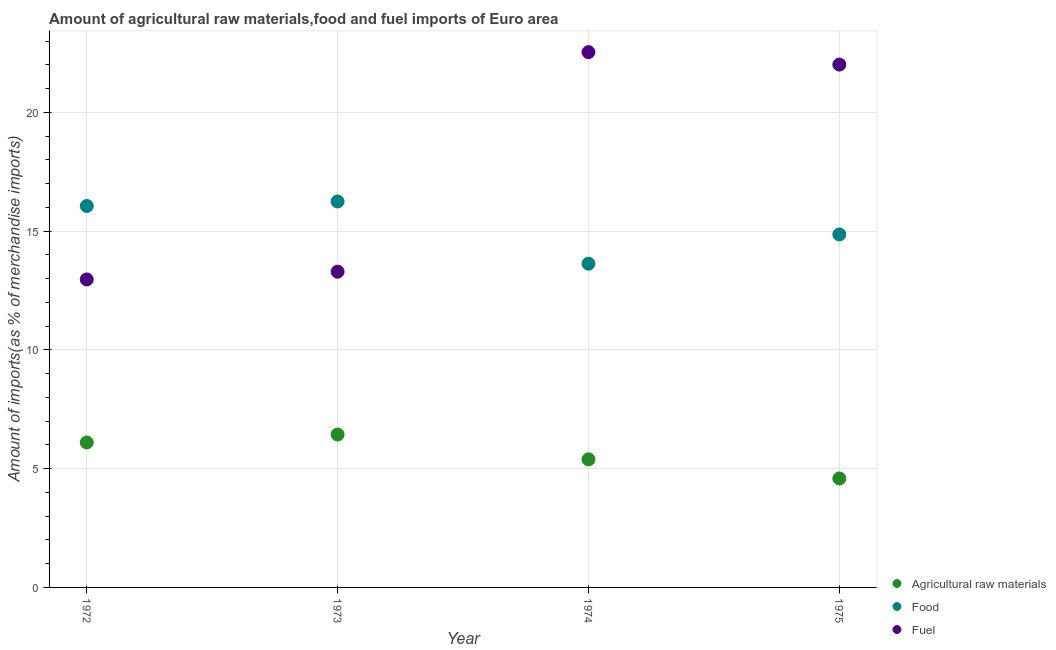 Amount of agricultural raw materials,food and fuel imports of Euro area
Amount of imports(as % of merchandise imports)
20
15
10
5
0
1972
1973
1974
1975
Year
Agricultural raw materials
Food
Fuel